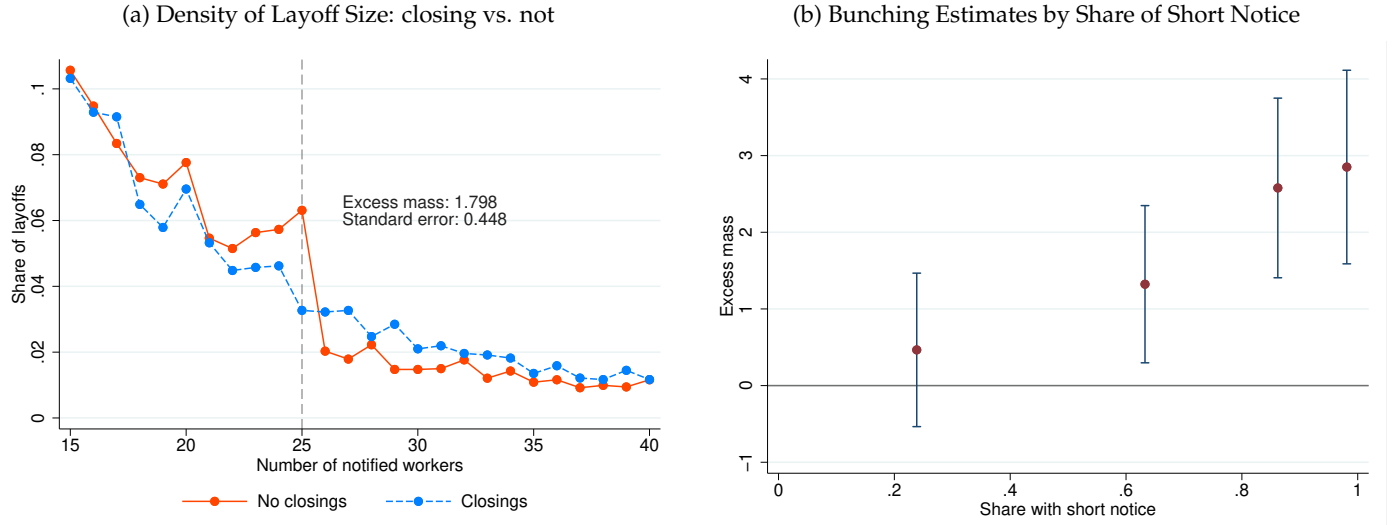 (a) Density of Layoff Size: closing vs. not
.1
.08
.06
.04
.02
0
Share of layoffs
Excess mass: 1.798
Standard error: 0.448
15 20 25 30 35 40
Number of notified workers
No closings Closings
(b) Bunching Estimates by Share of Short Notice
4
3
2
1
0
−1
Excess mass
0 .2 .4 .6 .8 1
Share with short notice